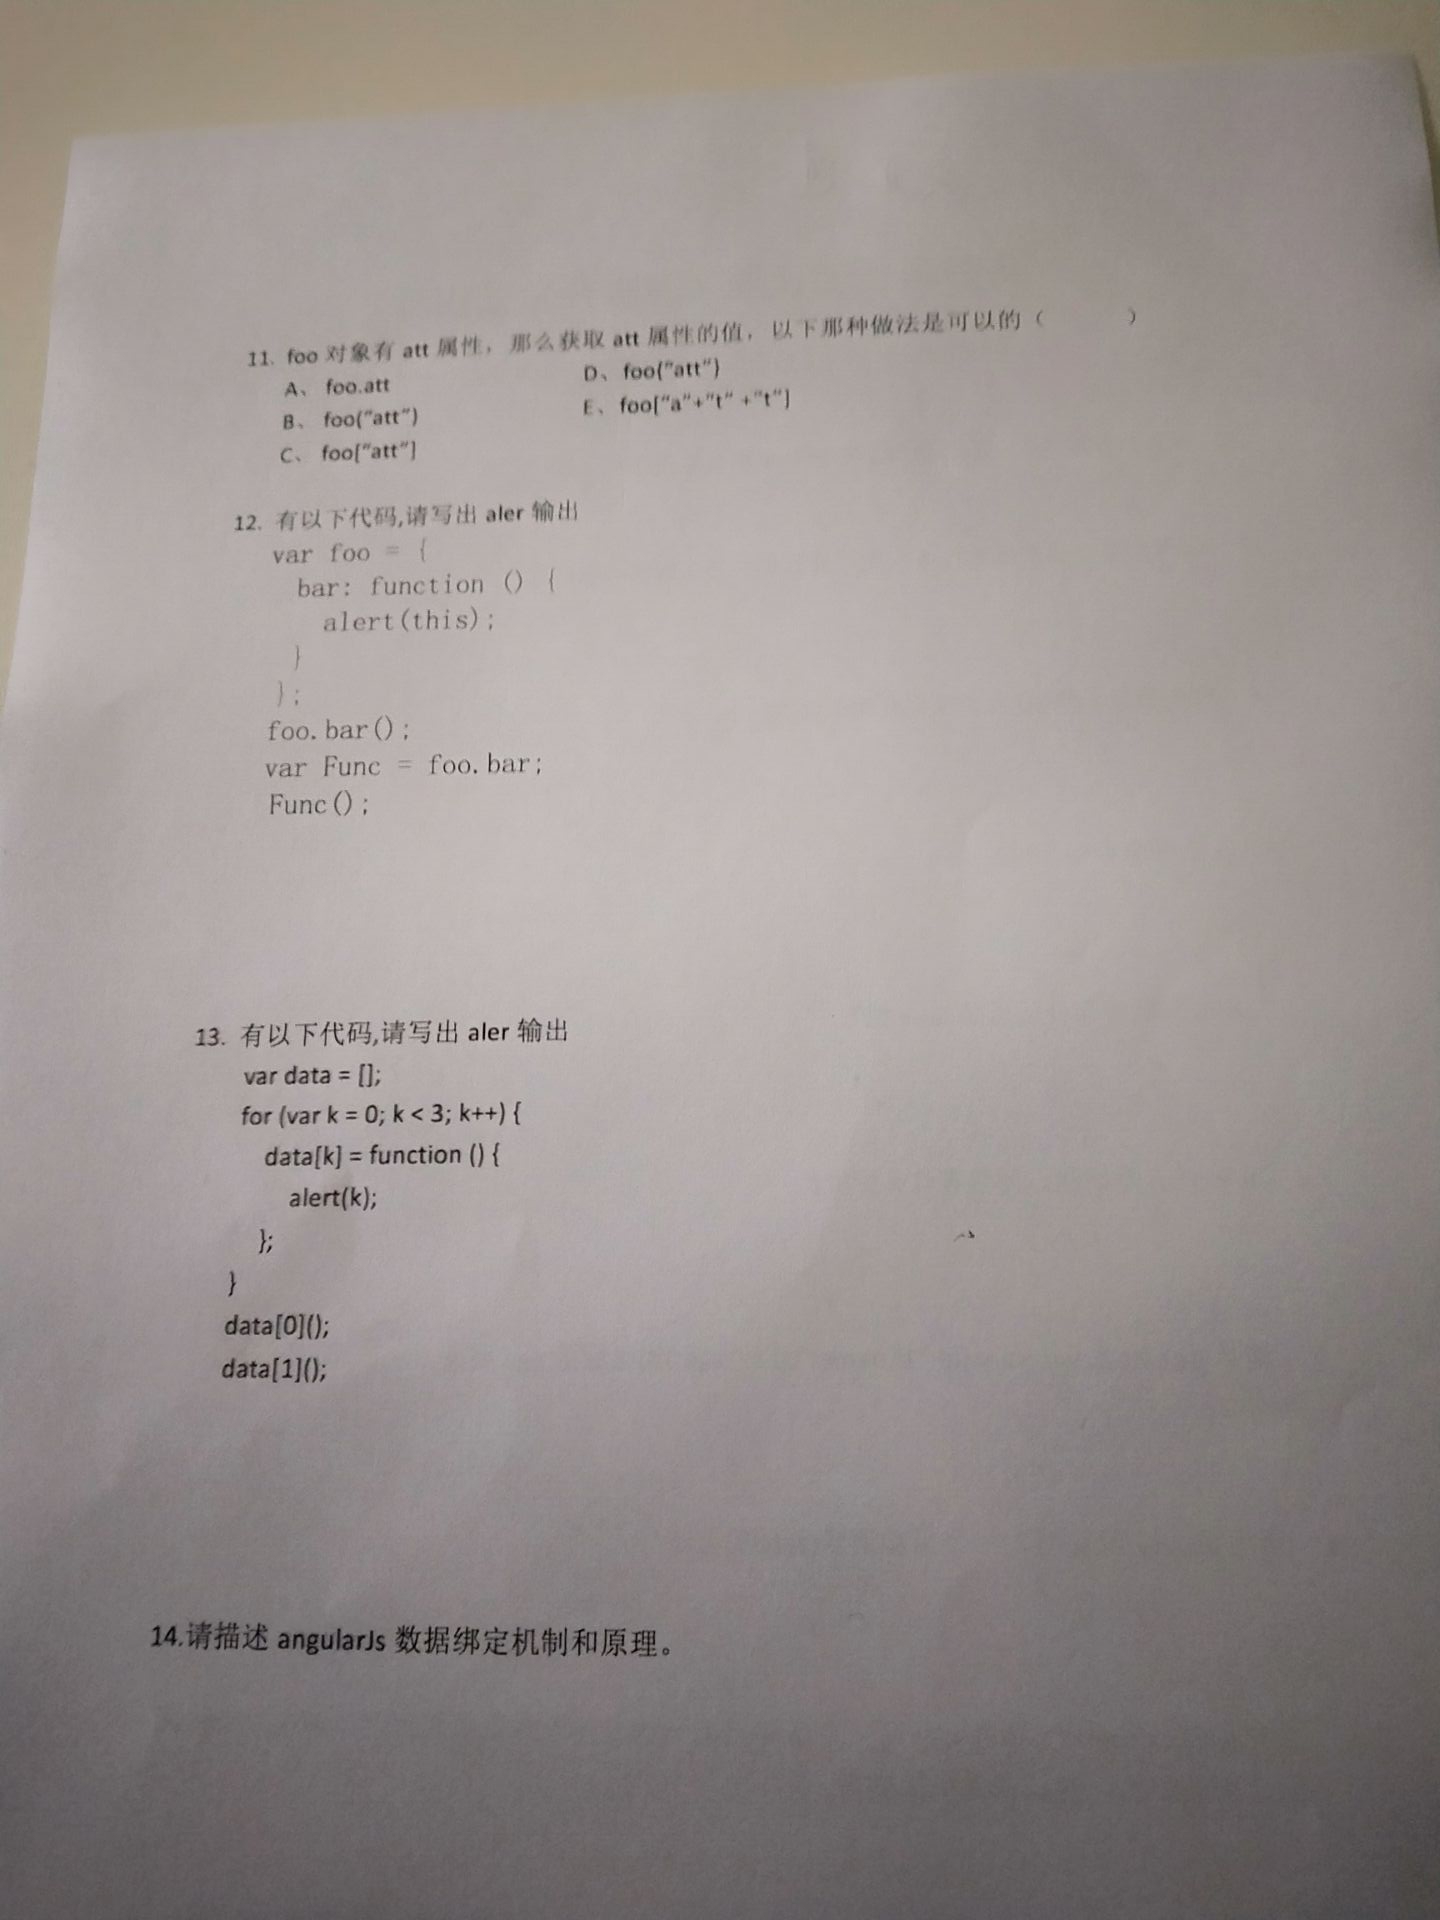 11、foo 对象有 att 属性，那么获取 att 属性的值，以下那种做法是可以的（ ）
A、 foo.att
D、 foo{"att"}
B、 foo("att")
E、 foo["a"+"t" +"t"]
C、 foo["att"]
12. 有以下代码,请写出 aler 输出
var foo = {
bar: function () {
alert(this);
}
};
foo.bar();
var Func = foo.bar;
Func();
13. 有以下代码,请写出 aler 输出
var data = [];
for (var k = 0; k < 3; k++) {
data[k] = function () {
alert(k);
};
}
data[0]();
data[1]();
14.请描述 angularJs 数据绑定机制和原理。